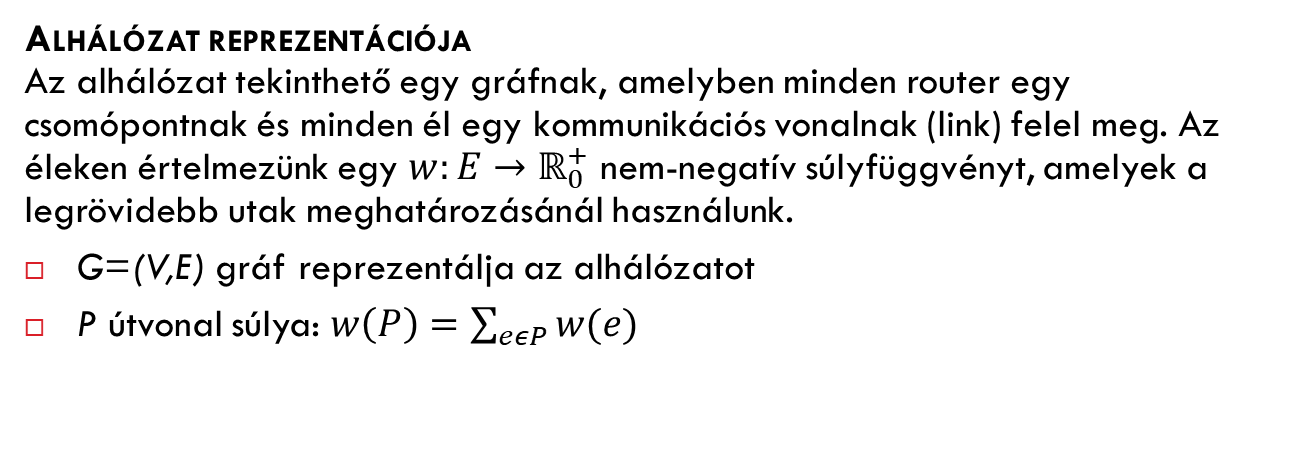 ALHÁLÓZAT REPREZENTÁCIÓJA
Az alhálózat tekinthető egy gráfnak, amelyben minden router egy
csomópontnak és minden él egy kommunikációs vonalnak (link) felel meg. Az
éleken értelmezünk egy w: E → ℝ₀⁺ nem-negatív súlyfüggvényt, amelyek a
legrövidebb utak meghatározásánál használunk.
□ G=(V,E) gráf reprezentálja az alhálózatot
□ P útvonal súlya: w(P) = ∑_{eϵP} w(e)